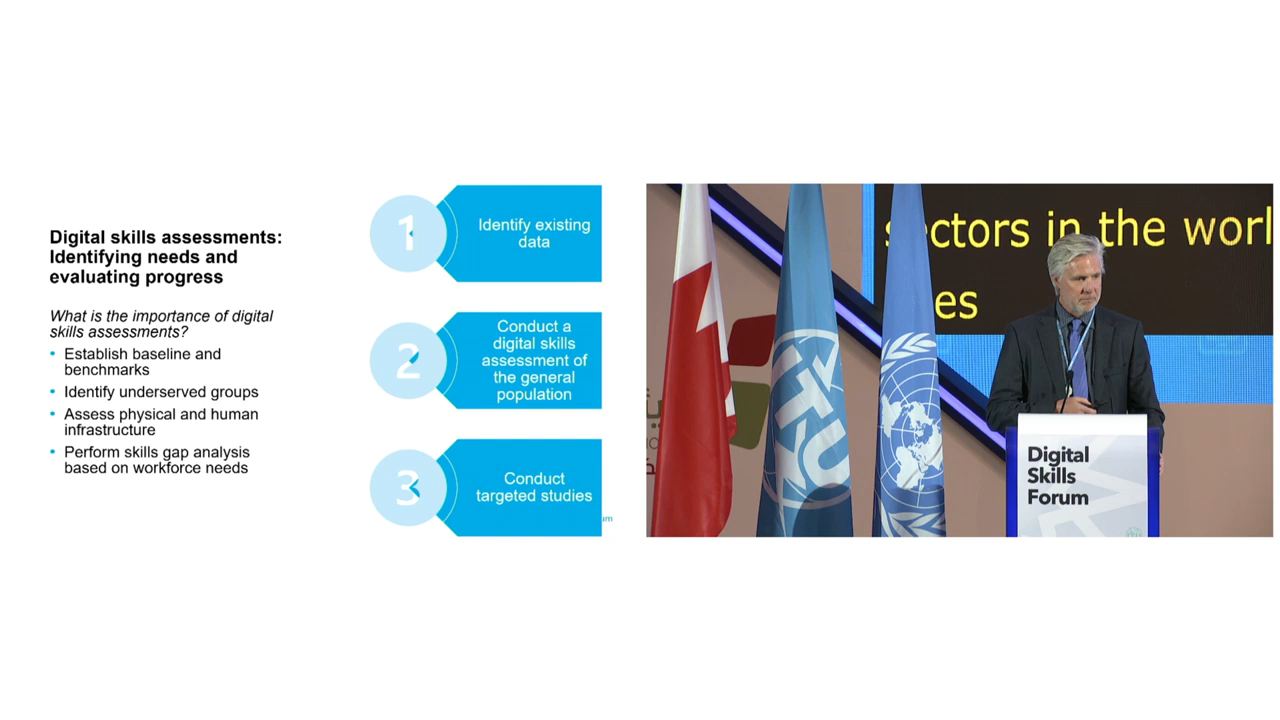 Digital skills assessments:
Identifying needs and
evaluating progress
What is the importance of digital
skills assessments?
• Establish baseline and
benchmarks
• Identify underserved groups
• Assess physical and human
infrastructure
• Perform skills gap analysis
based on workforce needs
1
Identify existing
data
2
Conduct a
digital skills
assessment of
the general
population
3
Conduct
targeted studies
in the
ITU
Digital
Skills
Forum